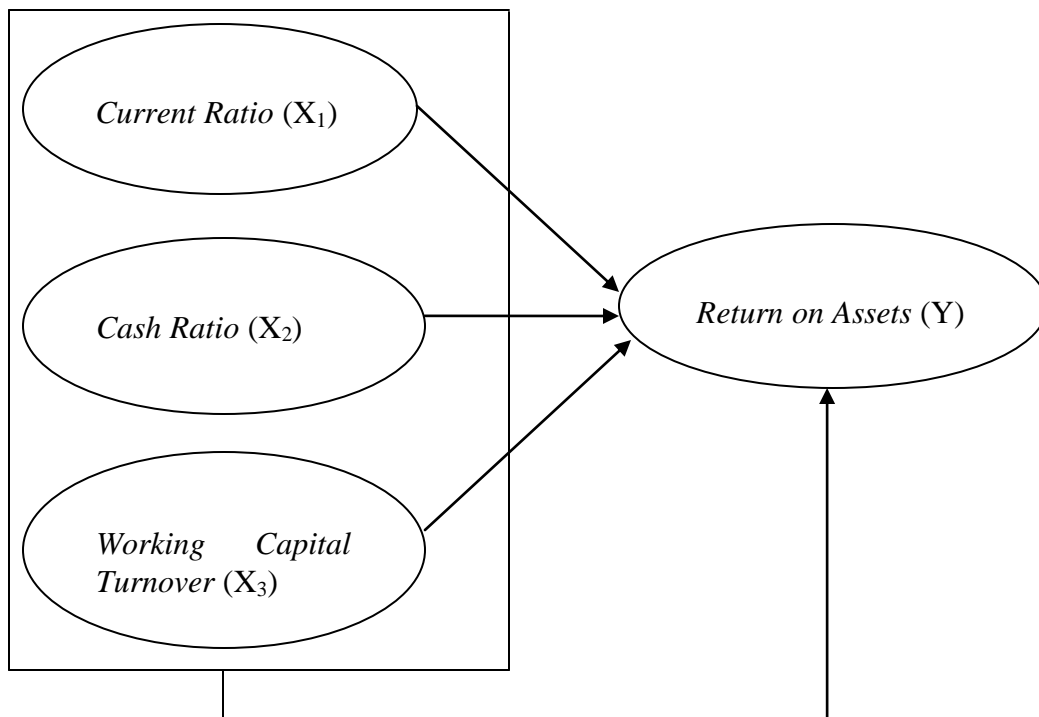 Current Ratio (X₁)
Cash Ratio (X₂)
Return on Assets (Y)
Working Capital
Turnover (X₃)